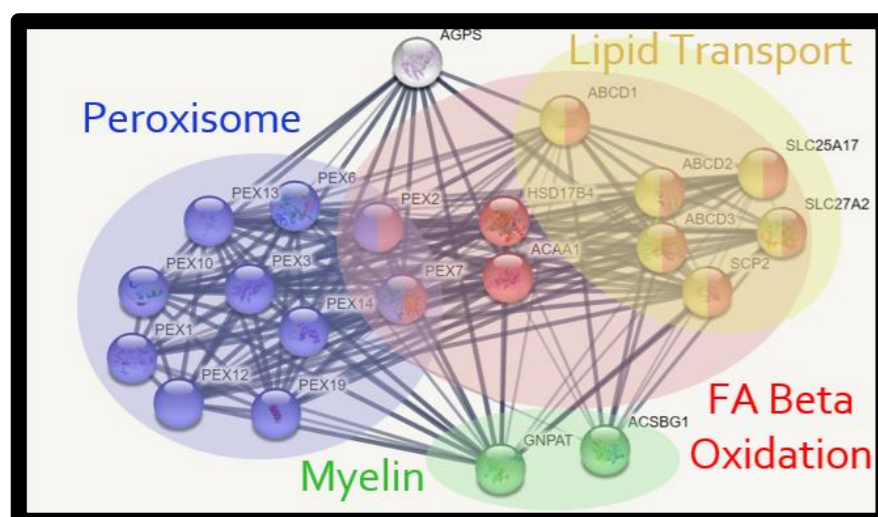 AGPS
Lipid Transport
ABCD1
Peroxisome
SLC25A17
PEX13
PEX6
ABCD2
PEX2
HSD17B4
SLC27A2
ABCD3
ACAA1
PEX10
PEX3
PEX7
SCP2
PEX14
PEX1
PEX12
PEX19
FA Beta
Oxidation
ACSBG1
GNPAT
Myelin